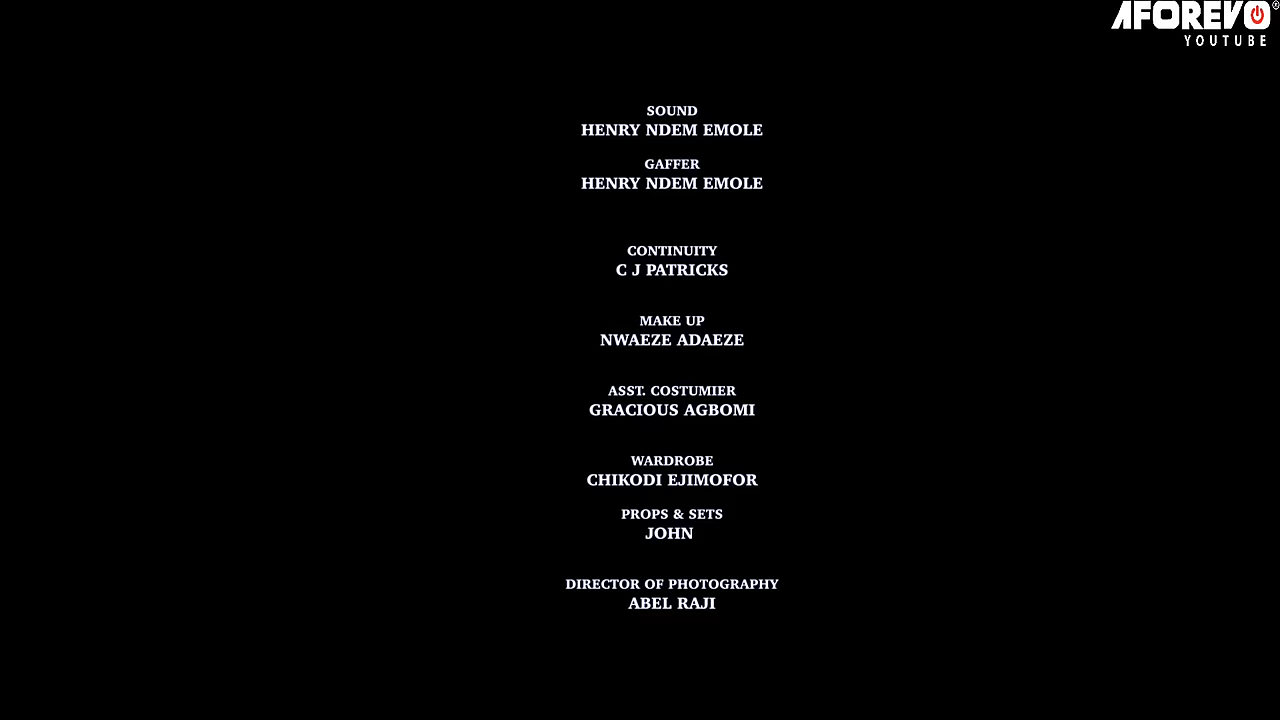 AFOREVO®
YOUTUBE
SOUND
HENRY NDEM EMOLE
GAFFER
HENRY NDEM EMOLE
CONTINUITY
C J PATRICKS
MAKE UP
NWAEZE ADAEZE
ASST. COSTUMIER
GRACIOUS AGBOMI
WARDROBE
CHIKODI EJIMOFOR
PROPS & SETS
JOHN
DIRECTOR OF PHOTOGRAPHY
ABEL RAJI